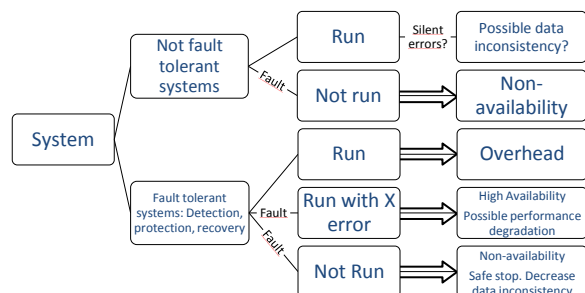 Not fault
tolerant
systems
Run
Silent
errors?
Possible data
inconsistency?
Fault
Not run
Non-
availability
System
Run
Overhead
Fault tolerant
systems: Detection,
protection, recovery
Fault
Run with X
error
High Availability
Possible performance
degradation
Fault
Not Run
Non-availability
Safe stop. Decrease
data inconsistency